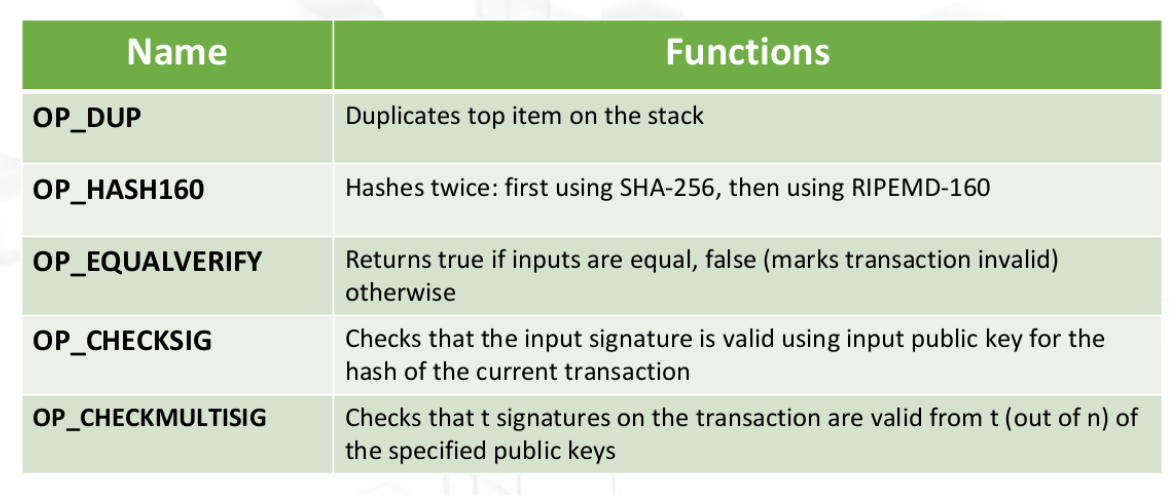 Name
Functions
OP_DUP
Duplicates top item on the stack
OP_HASH160
Hashes twice: first using SHA-256, then using RIPEMD-160
OP_EQUALVERIFY
Returns true if inputs are equal, false (marks transaction invalid)
otherwise
OP_CHECKSIG
Checks that the input signature is valid using input public key for the
hash of the current transaction
OP_CHECKMULTISIG
Checks that t signatures on the transaction are valid from t (out of n) of
the specified public keys